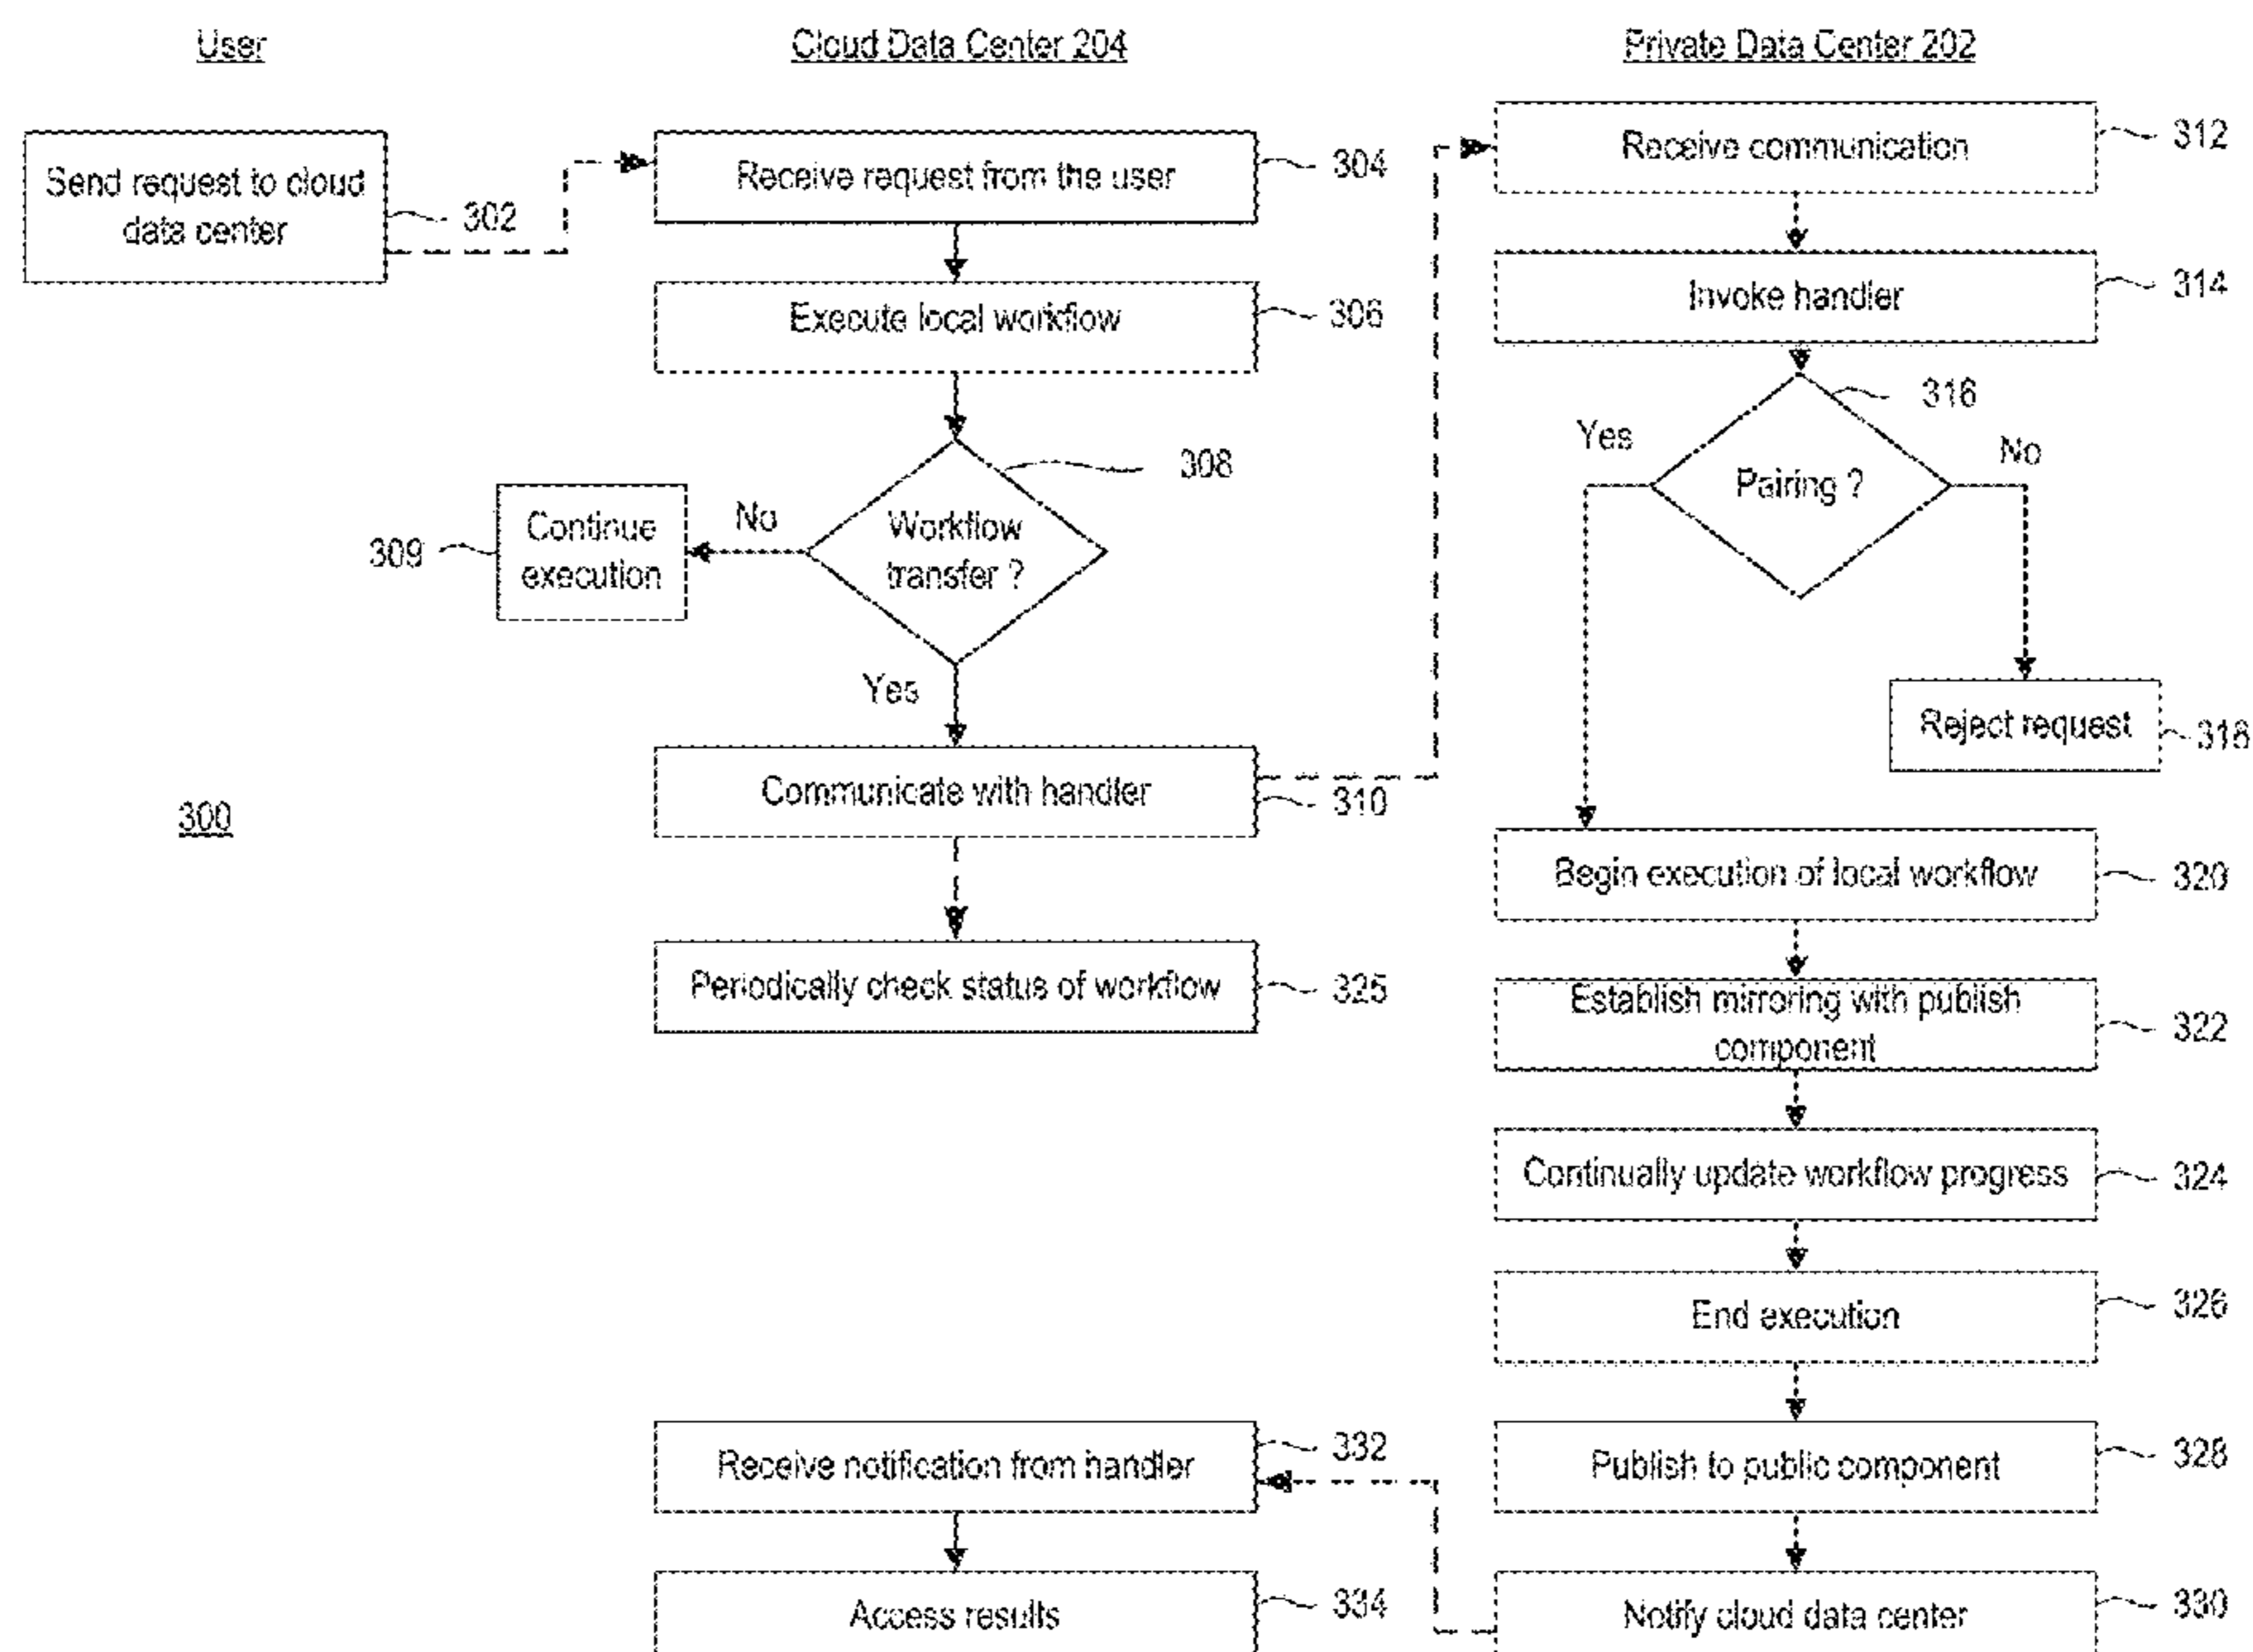 User
Cloud Data Center 204
Private Data Center 202
Send request to cloud
data center
302
Receive request from the user
304
Execute local workflow
306
308
Workflow
transfer ?
No
Continue
execution
309
Yes
Communicate with handler
310
Periodically check status of workflow
325
300
Receive communication
312
Invoke handler
314
316
Pairing ?
Yes
No
Reject request
318
Begin execution of local workflow
320
Establish mirroring with publish
component
322
Continually update workflow progress
324
End execution
326
Publish to public component
328
Notify cloud data center
330
Receive notification from handler
332
Access results
334